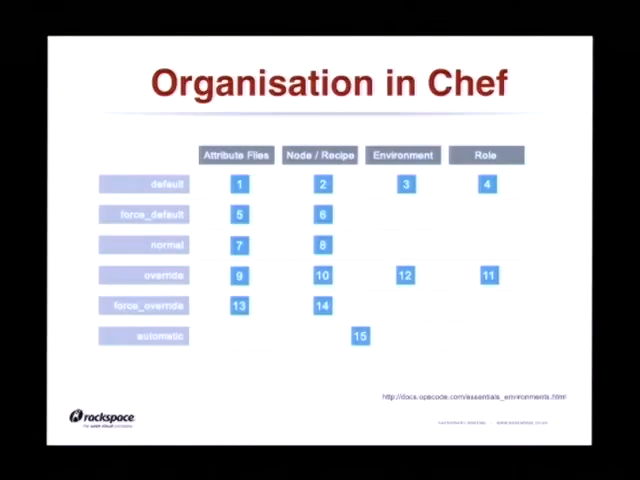 Organisation in Chef
Attribute Files Node / Recipe Environment Role
default 1 2 3 4
force_default 5 6
normal 7 8
override 9 10 12 11
force_override 13 14
automatic 15
http://docs.opscode.com/essentials_environments.html
rackspace